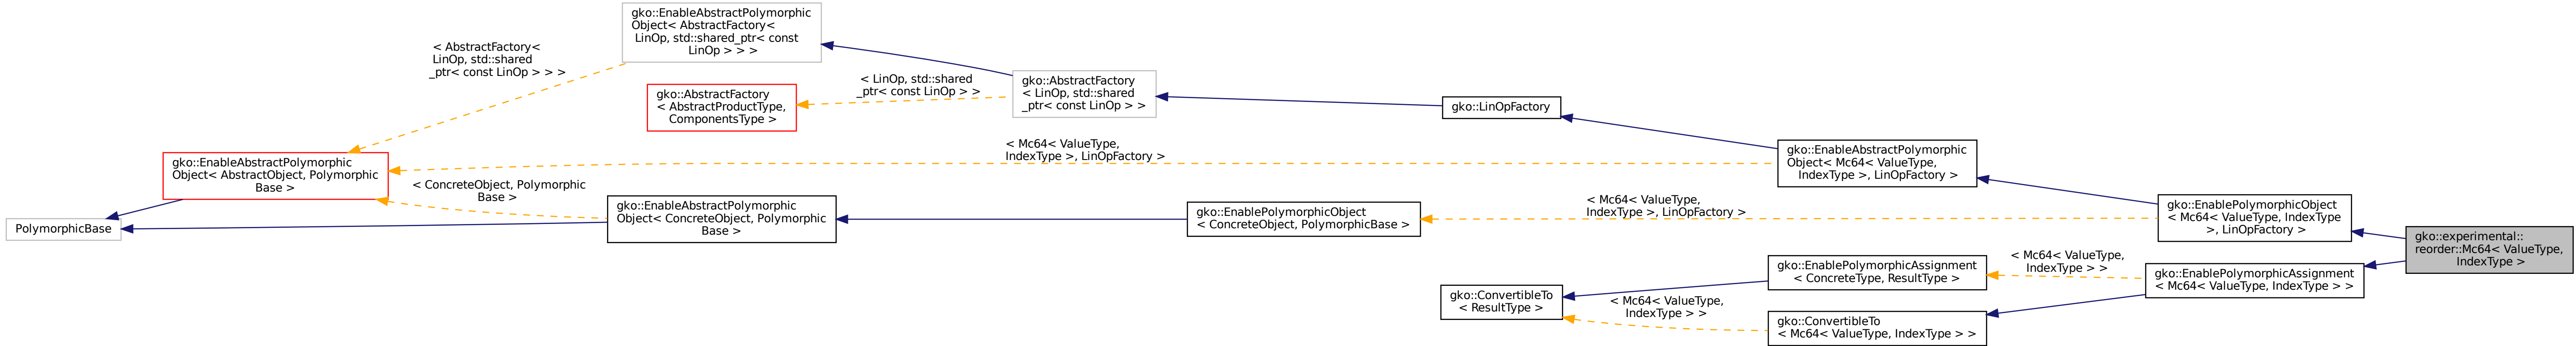 gko::EnableAbstractPolymorphic
Object< AbstractFactory<
LinOp, std::shared_ptr< const
LinOp > > >
< AbstractFactory<
LinOp, std::shared
_ptr< const LinOp > > >
gko::AbstractFactory
< AbstractProductType,
ComponentsType >
< LinOp, std::shared
_ptr< const LinOp > >
gko::AbstractFactory
< LinOp, std::shared
_ptr< const LinOp > >
gko::LinOpFactory
gko::EnableAbstractPolymorphic
Object< AbstractObject, Polymorphic
Base >
< Mc64< ValueType,
IndexType >, LinOpFactory >
gko::EnableAbstractPolymorphic
Object< Mc64< ValueType,
IndexType >, LinOpFactory >
< ConcreteObject, Polymorphic
Base >
PolymorphicBase
gko::EnableAbstractPolymorphic
Object< ConcreteObject, Polymorphic
Base >
gko::EnablePolymorphicObject
< ConcreteObject, PolymorphicBase >
< Mc64< ValueType,
IndexType >, LinOpFactory >
gko::EnablePolymorphicObject
< Mc64< ValueType, IndexType
>, LinOpFactory >
gko::experimental::
reorder::Mc64< ValueType,
IndexType >
gko::ConvertibleTo
< ResultType >
gko::EnablePolymorphicAssignment
< ConcreteType, ResultType >
< Mc64< ValueType,
IndexType > >
gko::EnablePolymorphicAssignment
< Mc64< ValueType, IndexType > >
< Mc64< ValueType,
IndexType > >
gko::ConvertibleTo
< Mc64< ValueType, IndexType > >